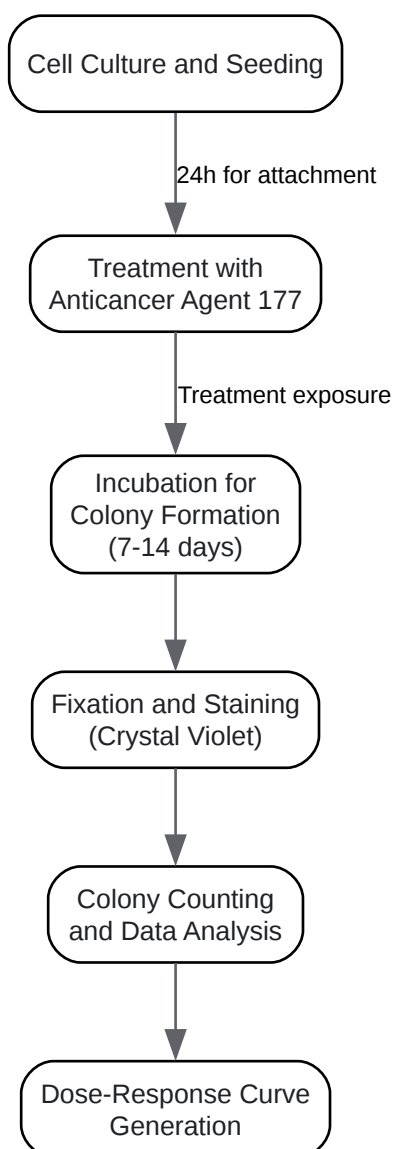 Cell Culture and Seeding
24h for attachment
Treatment with
Anticancer Agent 177
Treatment exposure
Incubation for
Colony Formation
(7-14 days)
Fixation and Staining
(Crystal Violet)
Colony Counting
and Data Analysis
Dose-Response Curve
Generation